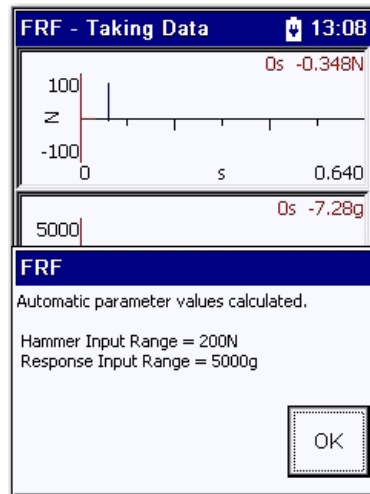 FRF - Taking Data 13:08
0s -0.348N
100
N
-100
0 s 0.640
0s -7.28g
5000
FRF
Automatic parameter values calculated.
Hammer Input Range = 200N
Response Input Range = 5000g
OK